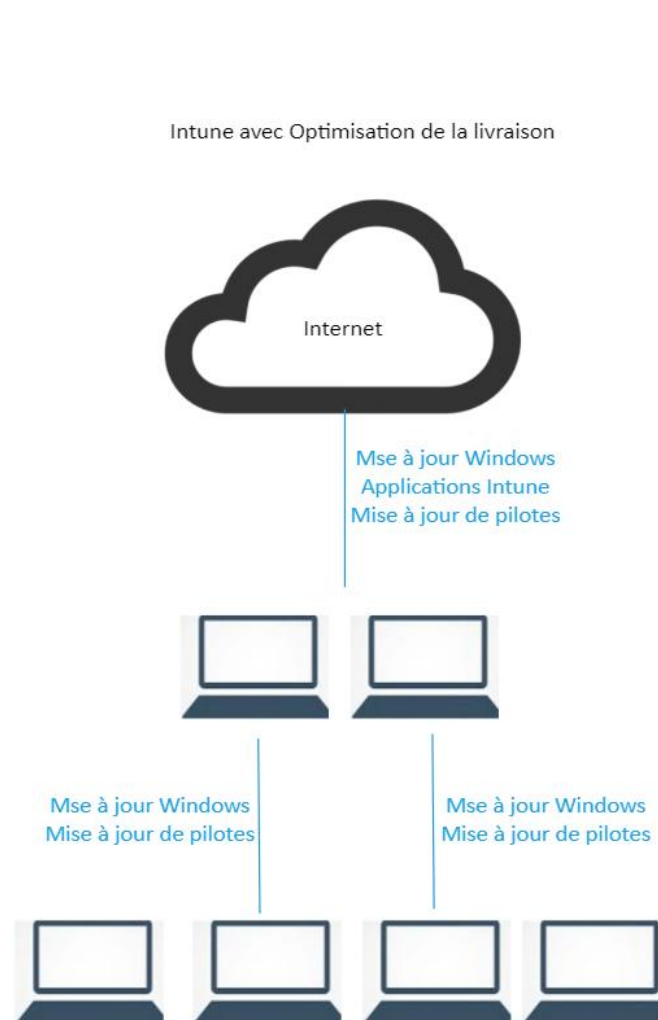 Intune avec Optimisation de la livraison
Internet
Mse à jour Windows
Applications Intune
Mise à jour de pilotes
Mse à jour Windows
Mise à jour de pilotes
Mse à jour Windows
Mise à jour de pilotes